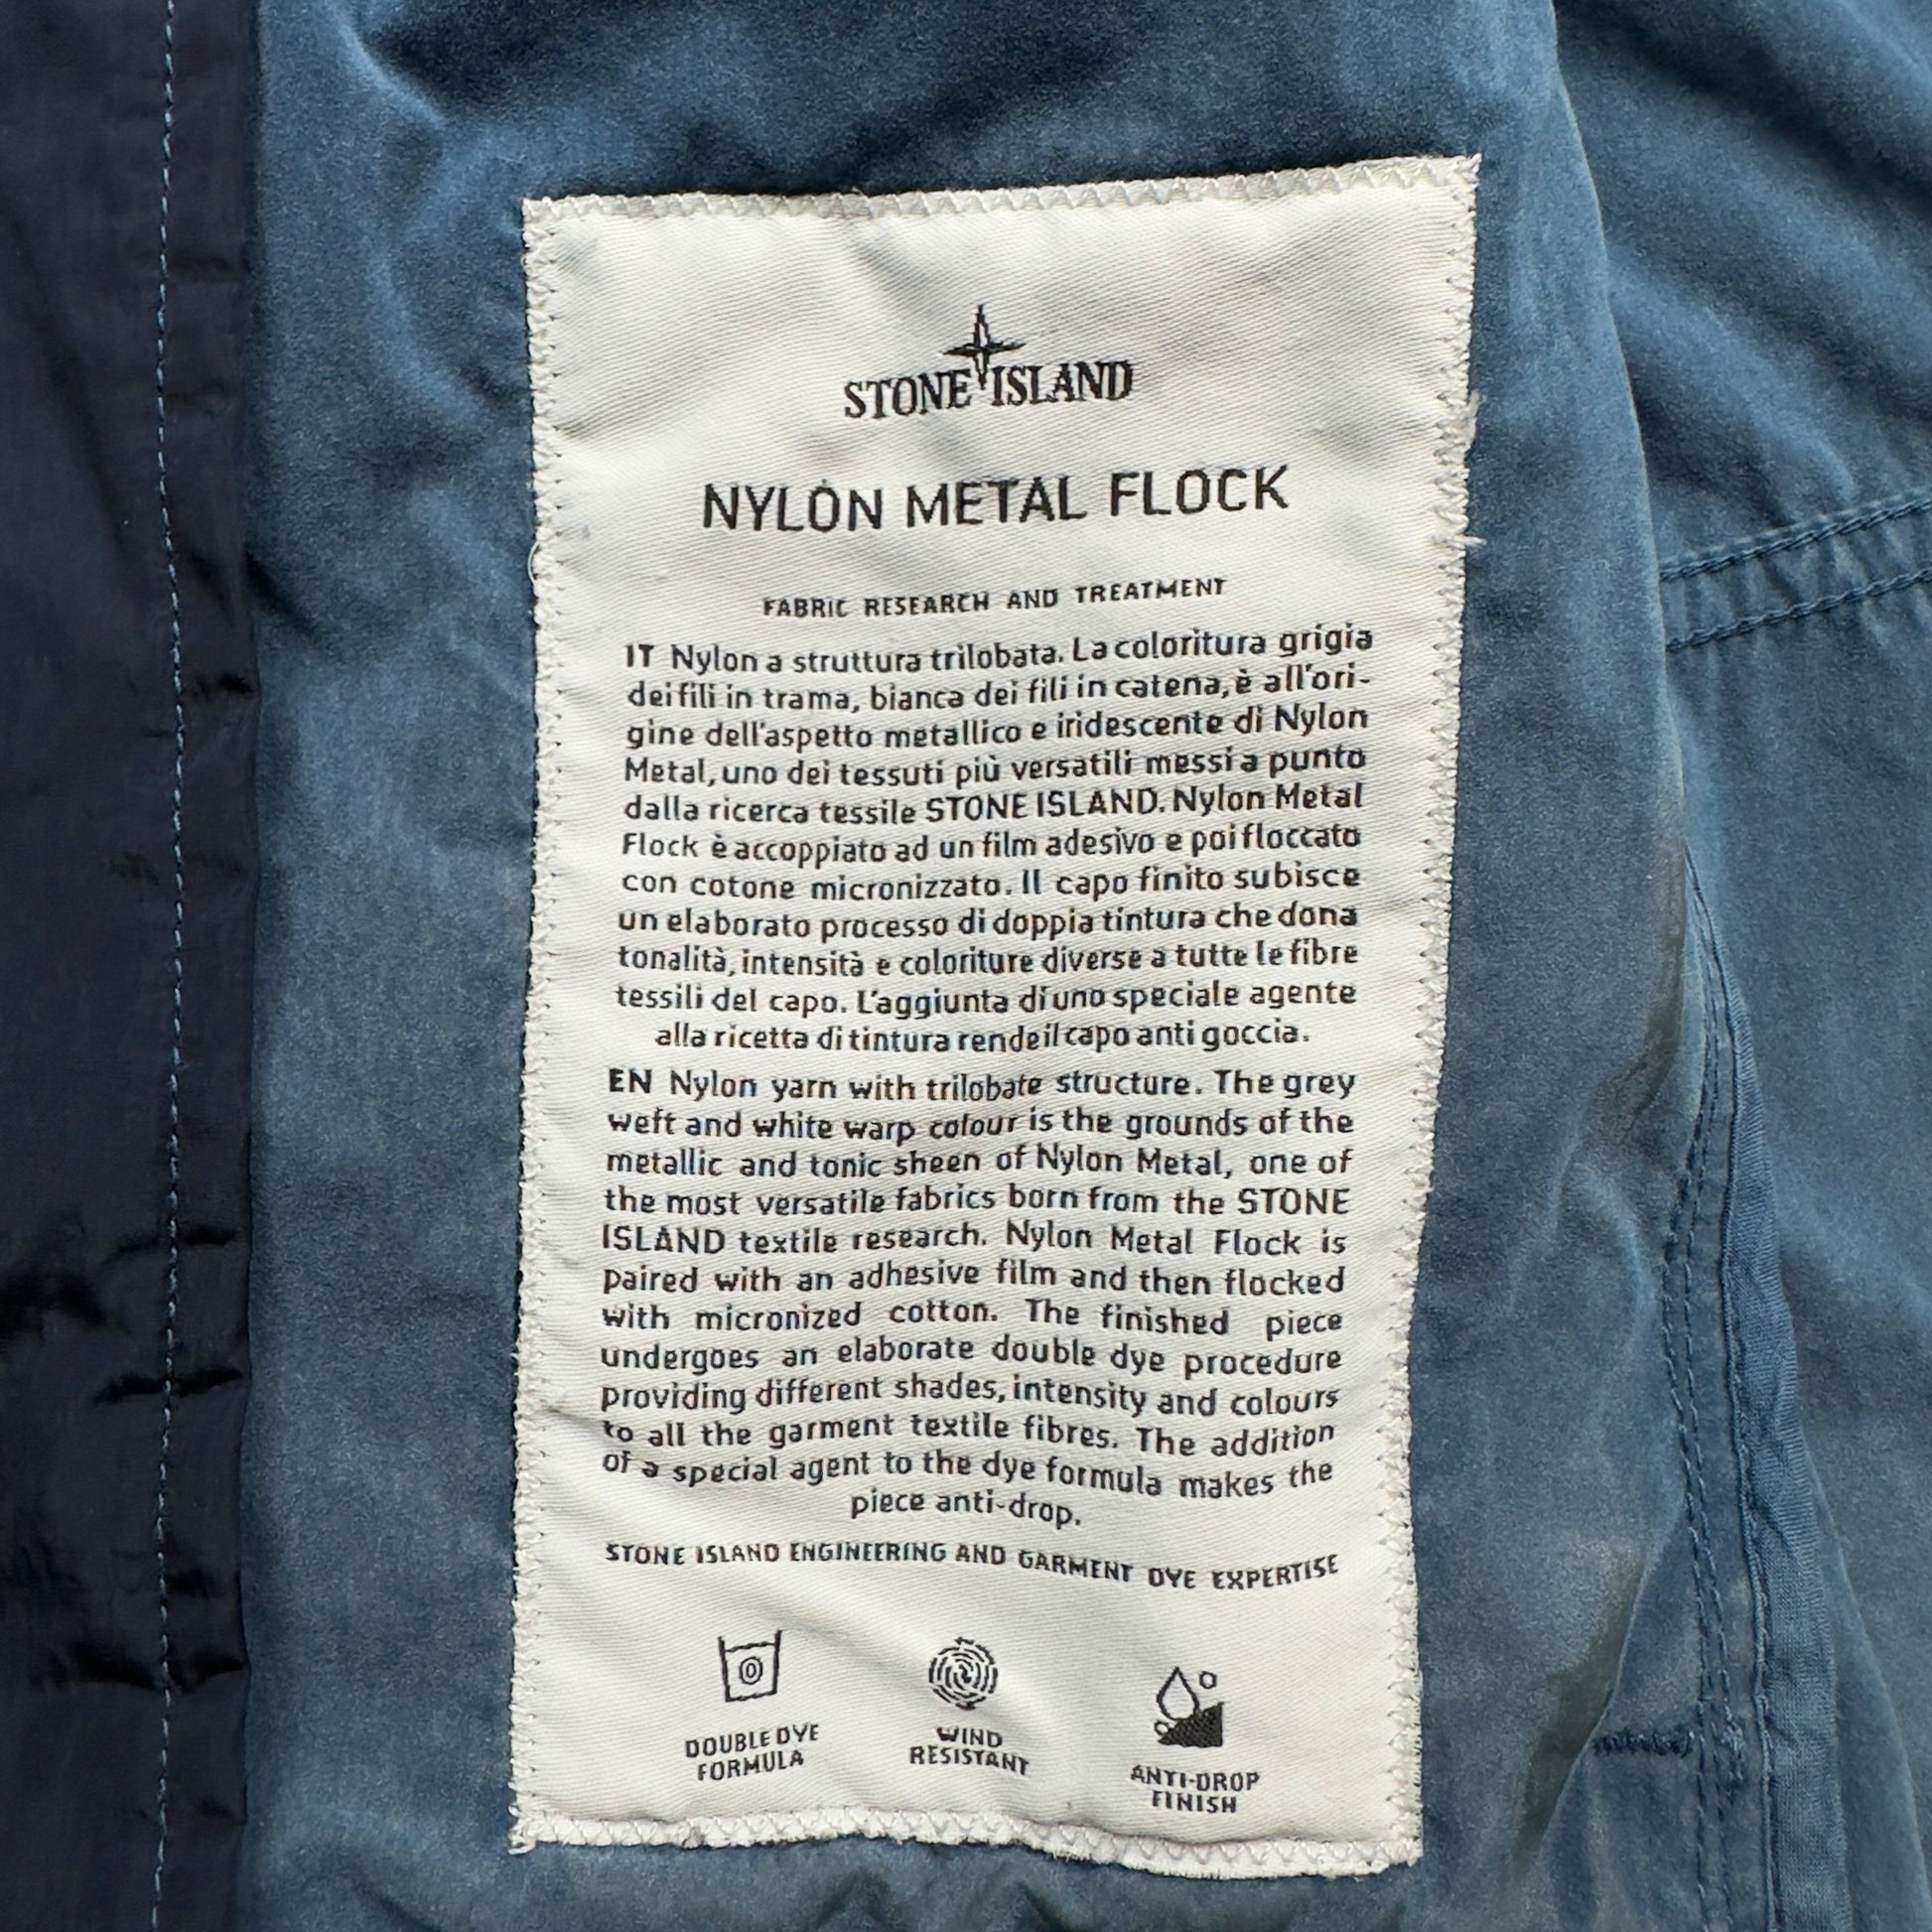 STONE ISLAND
NYLON METAL FLOCK
FABRIC RESEARCH AND TREATMENT
IT Nylon a struttura trilobata. La coloritura grigia
dei fili in trama, bianca dei fili in catena, è all'ori-
gine dell'aspetto metallico e iridescente di Nylon
Metal, uno dei tessuti più versatili messi a punto
dalla ricerca tessile STONE ISLAND. Nylon Metal
Flock è accoppiato ad un film adesivo e poi floccato
con cotone micronizzato. Il capo finito subisce
un elaborato processo di doppia tintura che dona
tonalità, intensità e coloriture diverse a tutte le fibre
tessili del capo. L'aggiunta di uno speciale agente
alla ricetta di tintura rende il capo anti goccia.
EN Nylon yarn with trilobate structure. The grey
weft and white warp colour is the grounds of the
metallic and tonic sheen of Nylon Metal, one of
the most versatile fabrics born from the STONE
ISLAND textile research. Nylon Metal Flock is
paired with an adhesive film and then flocked
with micronized cotton. The finished piece
undergoes an elaborate double dye procedure
providing different shades, intensity and colours
to all the garment textile fibres. The addition
of a special agent to the dye formula makes the
piece anti-drop.
STONE ISLAND ENGINEERING AND GARMENT DYE EXPERTISE
DOUBLE DYE
FORMULA
WIND
RESISTANT
ANTI-DROP
FINISH